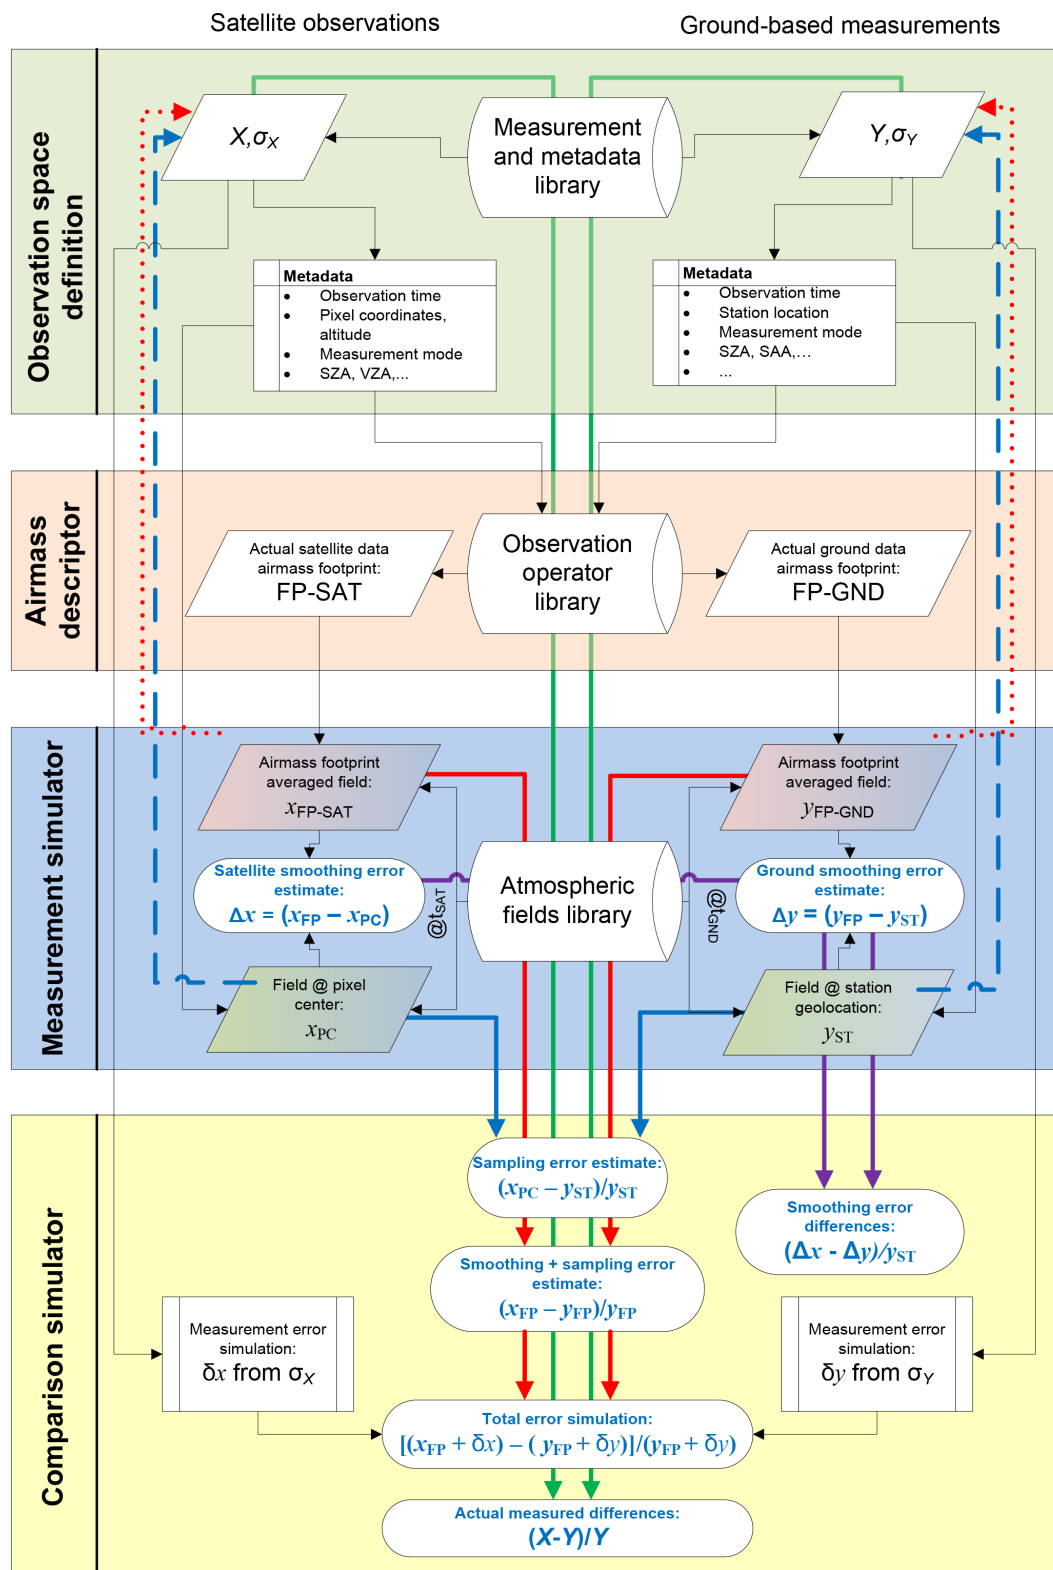 Satellite observations
Ground-based measurements
Observation space
definition
X,σX
Measurement
and metadata
library
Y,σY
Metadata
• Observation time
• Pixel coordinates,
altitude
• Measurement mode
• SZA, VZA,...
Metadata
• Observation time
• Station location
• Measurement mode
• SZA, SAA,...
• ...
Airmass
descriptor
Actual satellite data
airmass footprint:
FP-SAT
Observation
operator
library
Actual ground data
airmass footprint:
FP-GND
Measurement simulator
Airmass footprint
averaged field:
xFP-SAT
Airmass footprint
averaged field:
yFP-GND
Satellite smoothing error
estimate:
Δx = (xFP – xPC)
@tSAT
Atmospheric
fields library
@tGND
Ground smoothing error
estimate:
Δy = (yFP – yST)
Field @ pixel
center:
xPC
Field @ station
geolocation:
yST
Comparison simulator
Sampling error estimate:
(xPC – yST)/yST
Smoothing error
differences:
(Δx - Δy)/yST
Smoothing + sampling error
estimate:
(xFP – yFP)/yFP
Measurement error
simulation:
δx from σX
Measurement error
simulation:
δy from σY
Total error simulation:
[(xFP + δx) – ( yFP + δy)]/(yFP + δy)
Actual measured differences:
(X-Y)/Y